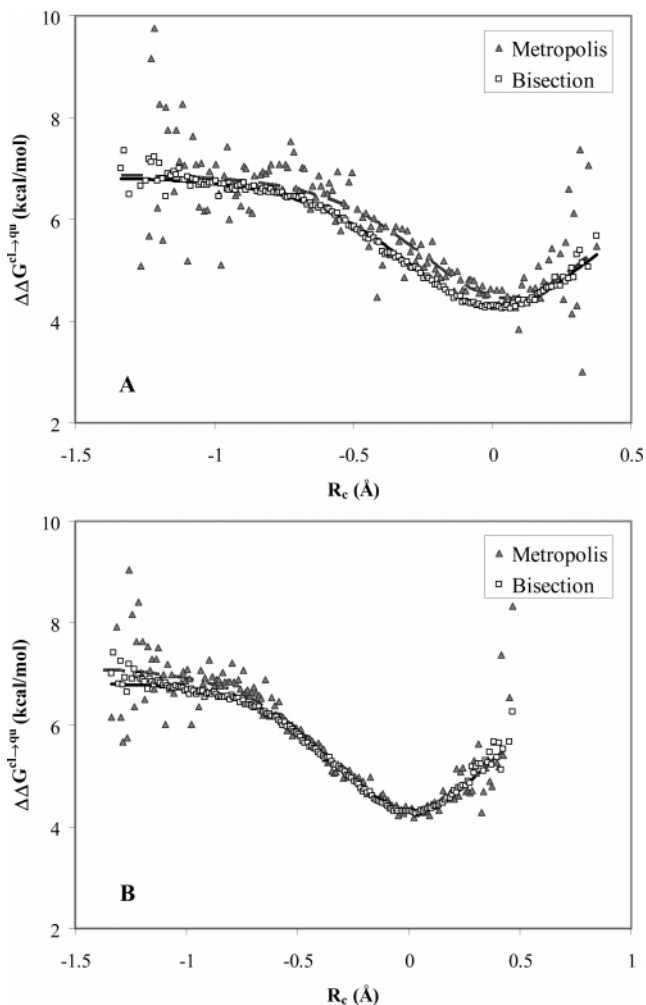 10
8
6
4
2
ΔΔG^cl→qu (kcal/mol)
Metropolis
Bisection
A
-1.5
-1
-0.5
0
0.5
R_c (Å)
10
8
6
4
2
ΔΔG^cl→qu (kcal/mol)
Metropolis
Bisection
B
-1.5
-1
-0.5
0
0.5
1
R_c (Å)